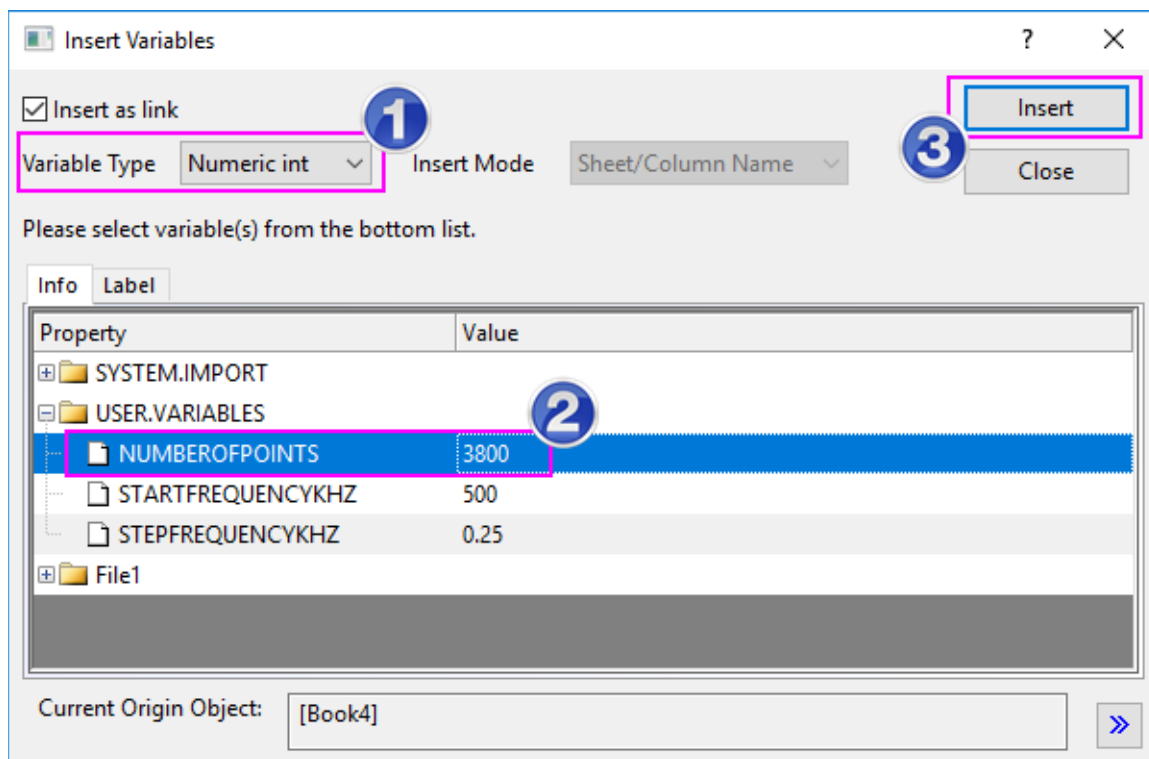 Insert Variables ?
Insert as link
1
Insert
Variable Type Numeric int Insert Mode Sheet/Column Name
3
Close
Please select variable(s) from the bottom list.
Info Label
Property Value
SYSTEM.IMPORT
USER.VARIABLES
2
NUMBEROFPOINTS 3800
STARTFREQUENCYKHZ 500
STEPFREQUENCYKHZ 0.25
File1
Current Origin Object: [Book4]